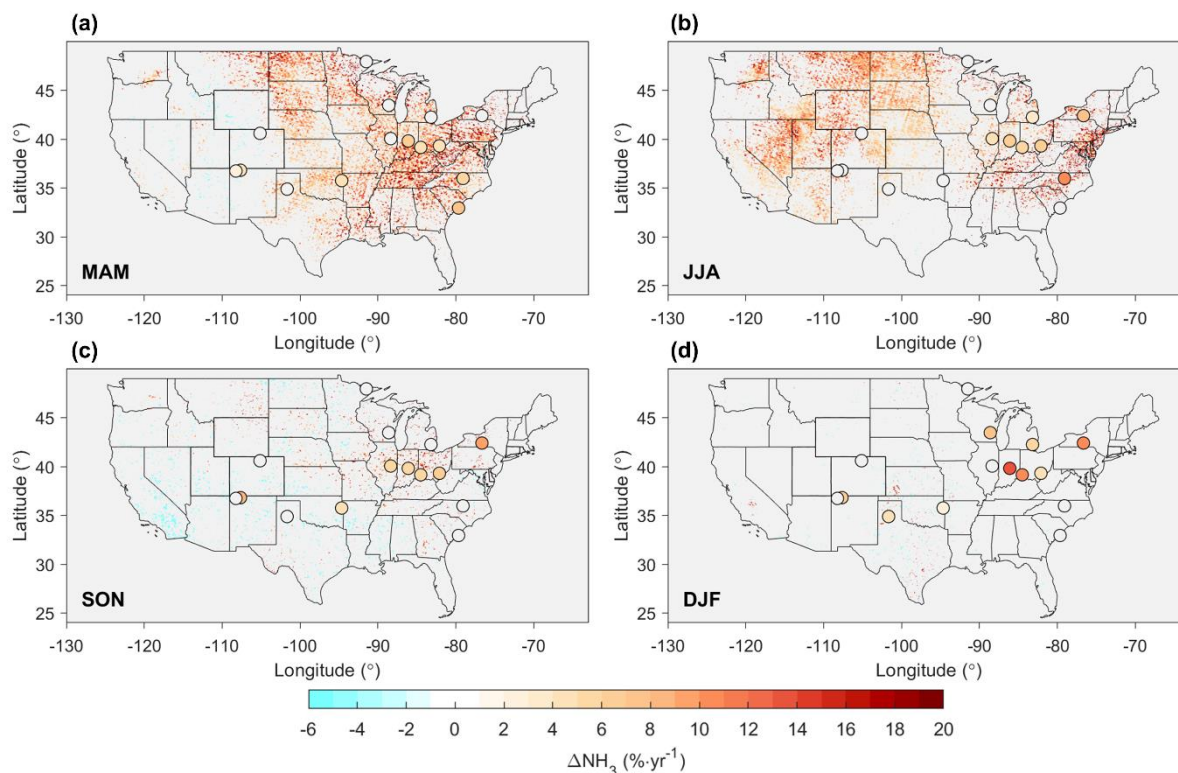 (a) (b)
45
40
35
30
25
Latitude (°)
MAM
-130 -120 -110 -100 -90 -80 -70
Longitude (°)
45
40
35
30
25
Latitude (°)
JJA
-130 -120 -110 -100 -90 -80 -70
Longitude (°)
(c) (d)
45
40
35
30
25
Latitude (°)
SON
-130 -120 -110 -100 -90 -80 -70
Longitude (°)
45
40
35
30
25
Latitude (°)
DJF
-130 -120 -110 -100 -90 -80 -70
Longitude (°)
-6 -4 -2 0 2 4 6 8 10 12 14 16 18 20
ΔNH₃ (%·yr⁻¹)